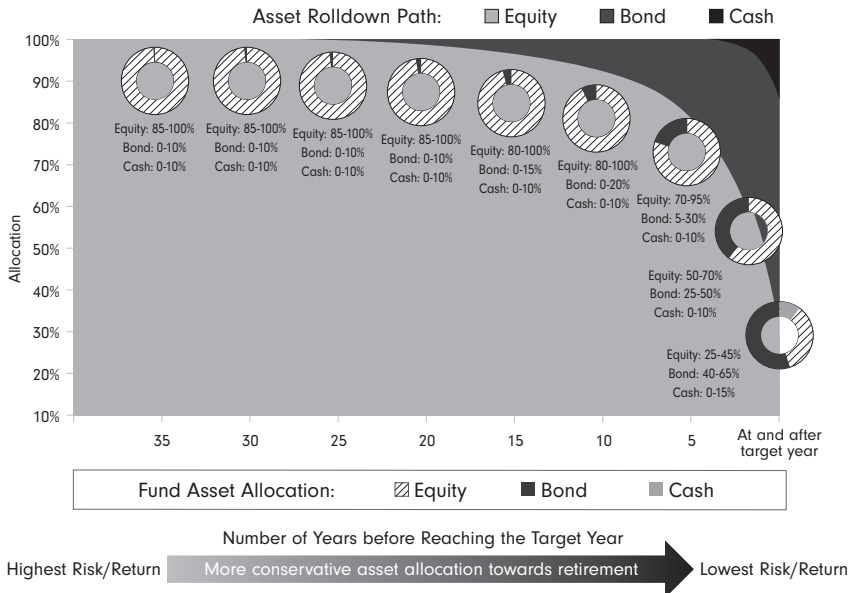 Asset Rolldown Path: Equity Bond Cash
100%
90%
80%
70%
60%
50%
40%
30%
20%
10%
Allocation
Equity: 85-100%
Bond: 0-10%
Cash: 0-10%
Equity: 85-100%
Bond: 0-10%
Cash: 0-10%
Equity: 85-100%
Bond: 0-10%
Cash: 0-10%
Equity: 85-100%
Bond: 0-10%
Cash: 0-10%
Equity: 80-100%
Bond: 0-15%
Cash: 0-10%
Equity: 80-100%
Bond: 0-20%
Cash: 0-10%
Equity: 70-95%
Bond: 5-30%
Cash: 0-10%
Equity: 50-70%
Bond: 25-50%
Cash: 0-10%
Equity: 25-45%
Bond: 40-65%
Cash: 0-15%
35 30 25 20 15 10 5 At and after
target year
Fund Asset Allocation: Equity Bond Cash
Number of Years before Reaching the Target Year
Highest Risk/Return More conservative asset allocation towards retirement Lowest Risk/Return